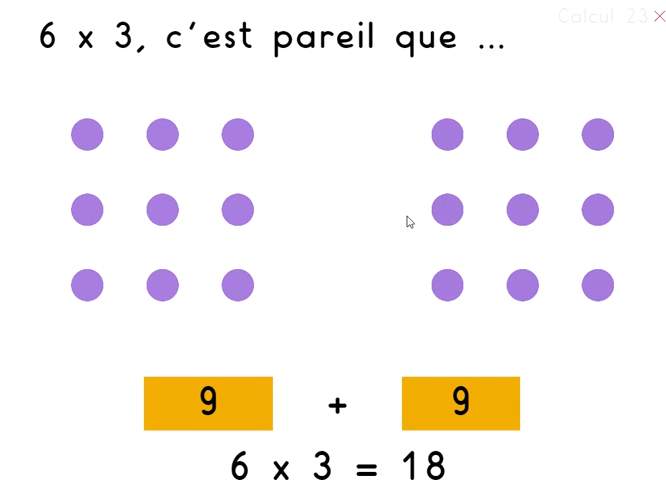 Calcul 23
6 x 3, c'est pareil que ...
9 + 9
6 x 3 = 18